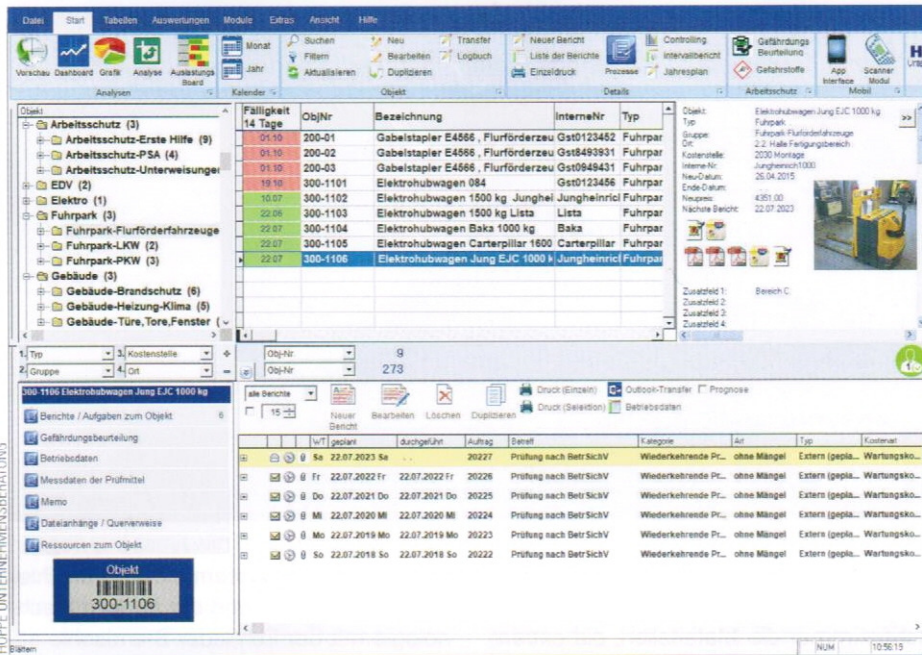 Datei Start Tabellen Auswertungen Module Extras Ansicht Hilfe
Vorschau Dashboard Grafik Analyse Auslastungs Board
Analysen
Monat
Jahr
Kalender
Suchen Neu Transfer
Filtern Bearbeiten Logbuch
Aktualisieren Duplizieren
Objekt
Neuer Bericht
Liste der Berichte
Einzeldruck
Prozesse
Controlling
Intervallbericht
Jahresplan
Details
Gefährdungs Beurteilung
Gefahrstoffe
Arbeitsschutz
App Interface
Scanner Modul
Mobil
Objekt
Arbeitsschutz (3)
Arbeitsschutz-Erste Hilfe (9)
Arbeitsschutz-PSA (4)
Arbeitsschutz-Unterweisungen
EDV (2)
Elektro (1)
Fuhrpark (3)
Fuhrpark-Flurförderfahrzeuge
Fuhrpark-LKW (2)
Fuhrpark-PKW (3)
Gebäude (3)
Gebäude-Brandschutz (6)
Gebäude-Heizung-Klima (5)
Gebäude-Türe,Tore,Fenster (
Fälligkeit 14 Tage ObjNr Bezeichnung InterneNr Typ
01.10 200-01 Gabelstapler E4566 , Flurförderzeu Gst0123452 Fuhrpar
01.10 200-02 Gabelstapler E4566 , Flurförderzeu Gst8493931 Fuhrpar
01.10 200-03 Gabelstapler E4566 , Flurförderzeu Gst0949431 Fuhrpar
19.10 300-1101 Elektrohubwagen 084 Gst0123456 Fuhrpar
10.07 300-1102 Elektrohubwagen 1500 kg Junghei Jungheinricl Fuhrpar
22.06 300-1103 Elektrohubwagen 1500 kg Lista Lista Fuhrpar
22.07 300-1104 Elektrohubwagen Baka 1000 kg Baka Fuhrpar
22.07 300-1105 Elektrohubwagen Carterpillar 1600 Carterpillar Fuhrpar
22.07 300-1106 Elektrohubwagen Jung EJC 1000 k Jungheinricl Fuhrpar
Objekt: Elektrohubwagen Jung EJC 1000 kg >>
Typ Fuhrpark
Gruppe: Fuhrpark-Flurförderfahrzeuge
Ort: 2.2. Halle Fertigungsbereich
Kostenstelle: 2030 Montage
Interne-Nr: Jungheinrich1000
Neu-Datum: 26.04.2015
Ende-Datum:
Neupreis: 4351,00
Nächste Bericht: 22.07.2023
Zusatzfeld 1: Bereich C
Zusatzfeld 2:
Zusatzfeld 3:
Zusatzfeld 4:
1. Typ 3. Kostenstelle
2. Gruppe 4. Ort
Obj-Nr 9
Obj-Nr 273
300-1106 Elektrohubwagen Jung EJC 1000 kg
Berichte / Aufgaben zum Objekt 6
Gefährdungsbeurteilung
Betriebsdaten
Messdaten der Prüfmittel
Memo
Dateianhänge / Querverweise
Ressourcen zum Objekt
Objekt
300-1106
alle Berichte
15
Neuer Bericht
Bearbeiten Löschen Duplizieren
Druck (Einzeln) Outlook-Transfer Prognose
Druck (Selektion) Betriebsdaten
WT geplant durchgeführt Auftrag Betreff Kategorie Art Typ Kostenart
Sa 22.07.2023 Sa . . 20227 Prüfung nach BetrSichV Wiederkehrende Pr... ohne Mängel Extern (gepla... Wartungsko...
Fr 22.07.2022 Fr 22.07.2022 Fr 20226 Prüfung nach BetrSichV Wiederkehrende Pr... ohne Mängel Extern (gepla... Wartungsko...
Do 22.07.2021 Do 22.07.2021 Do 20225 Prüfung nach BetrSichV Wiederkehrende Pr... ohne Mängel Extern (gepla... Wartungsko...
Mi 22.07.2020 Mi 22.07.2020 Mi 20224 Prüfung nach BetrSichV Wiederkehrende Pr... ohne Mängel Extern (gepla... Wartungsko...
Mo 22.07.2019 Mo 22.07.2019 Mo 20223 Prüfung nach BetrSichV Wiederkehrende Pr... ohne Mängel Extern (gepla... Wartungsko...
So 22.07.2018 So 22.07.2018 So 20222 Prüfung nach BetrSichV Wiederkehrende Pr... ohne Mängel Extern (gepla... Wartungsko...
Blättern NUM 10:56:19
HOPPE UNTERNEHMENSBERATUNG